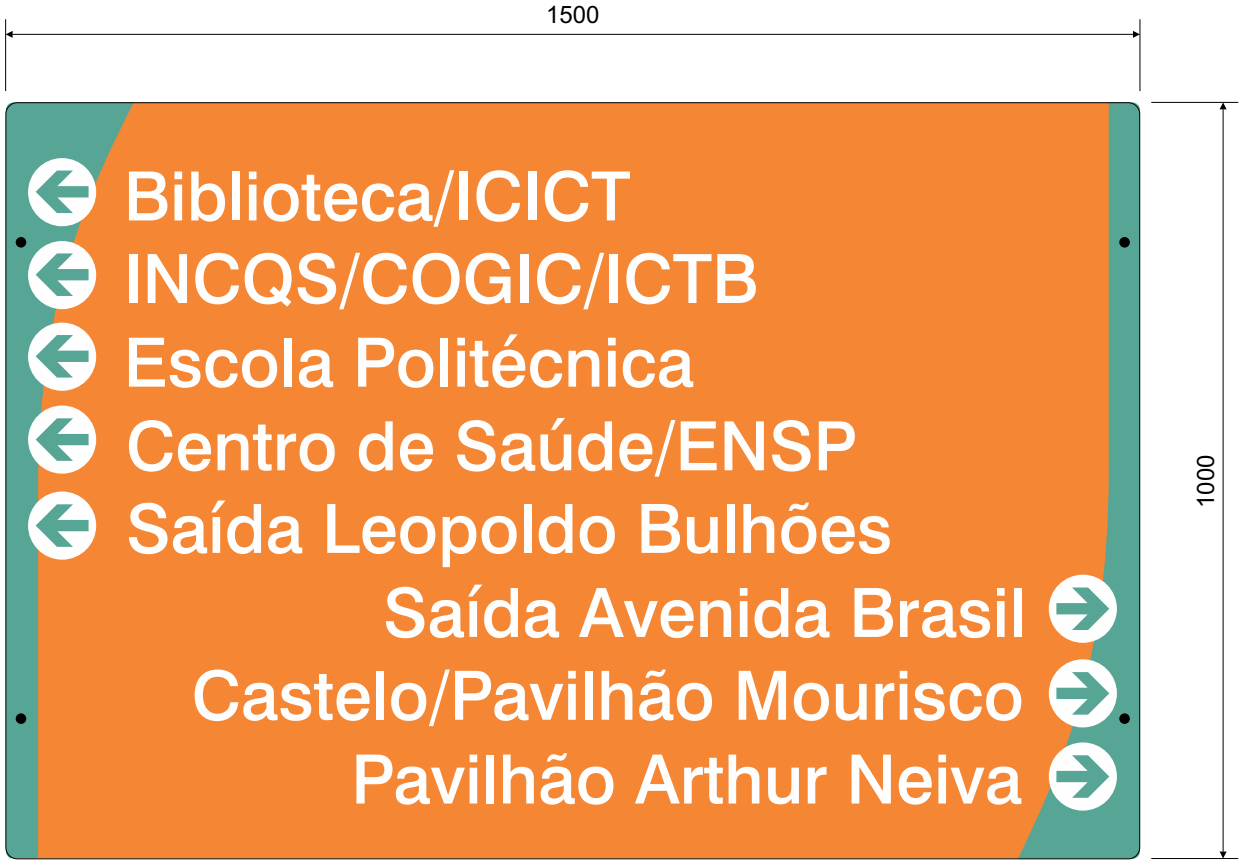 1500
Biblioteca/ICICT
INCQS/COGIC/ICTB
Escola Politécnica
Centro de Saúde/ENSP
Saída Leopoldo Bulhões
Saída Avenida Brasil
Castelo/Pavilhão Mourisco
Pavilhão Arthur Neiva
1000